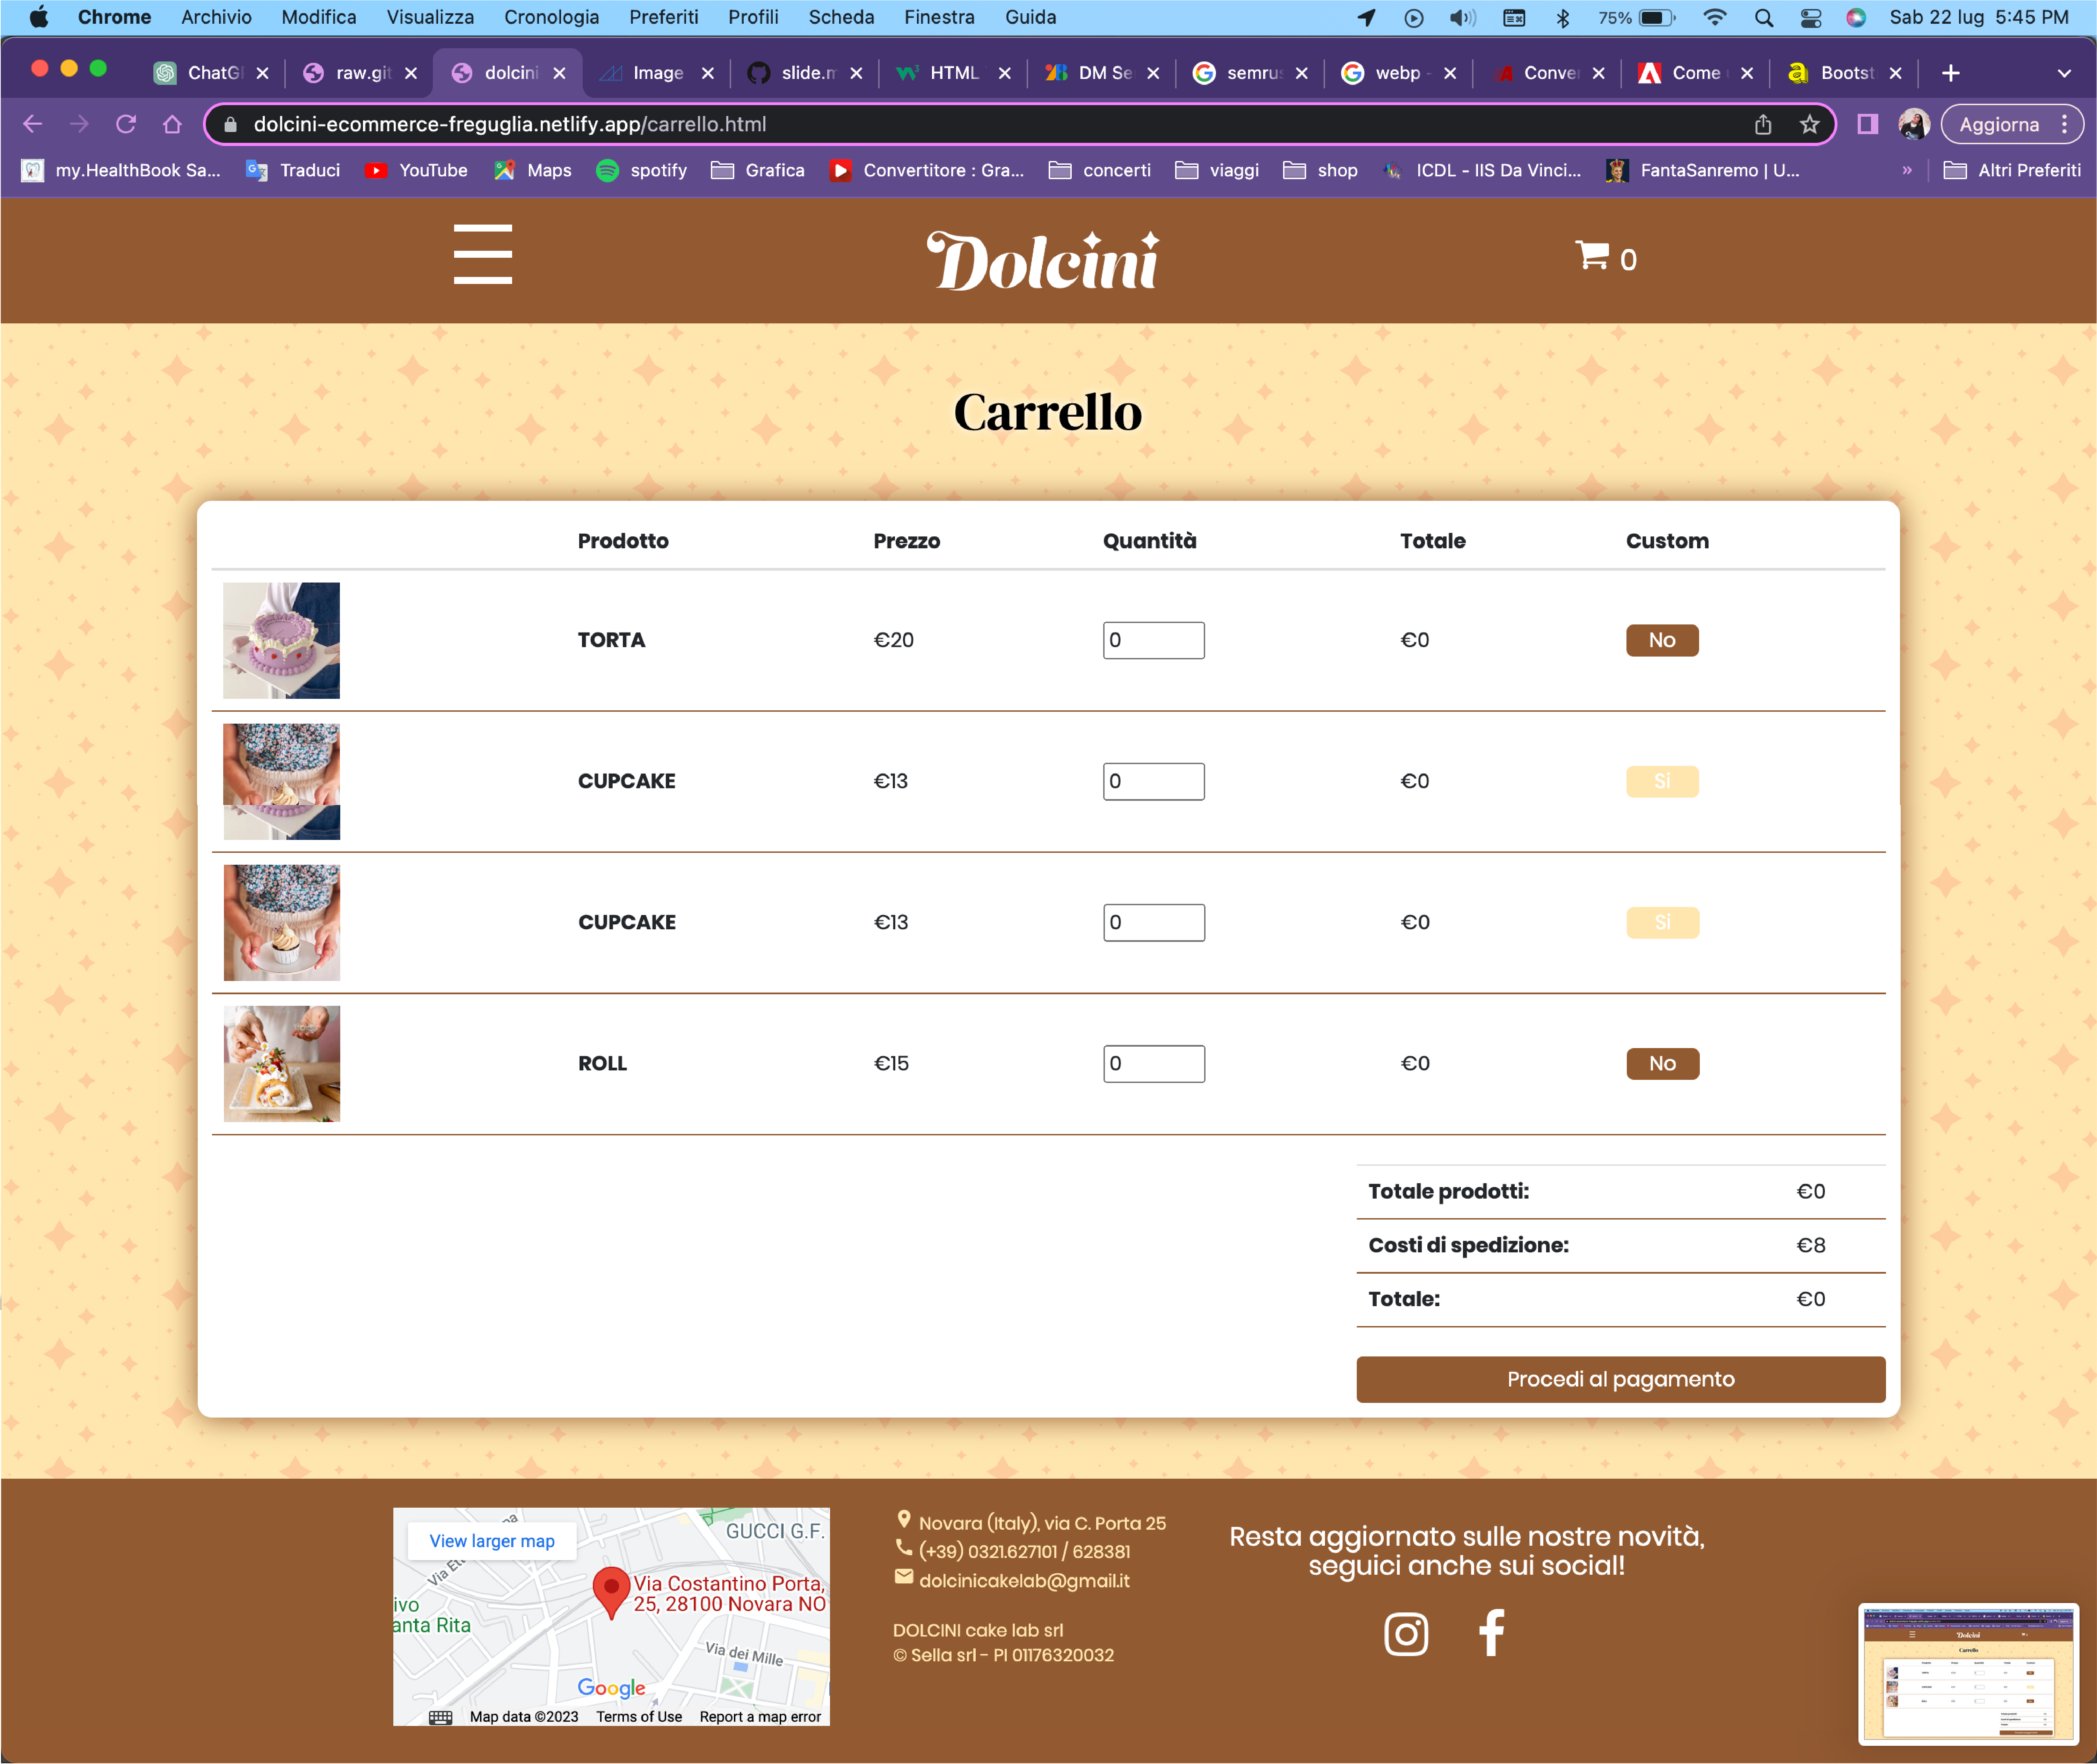 Chrome Archivio Modifica Visualizza Cronologia Preferiti Profili Scheda Finestra Guida 75% Sab 22 lug 5:45 PM
ChatG raw.git dolcini Image slide.m HTML DM Se semrus webp - Conver Come Bootst
dolcini-ecommerce-freguglia.netlify.app/carrello.html Aggiorna
my.HealthBook Sa... Traduci YouTube Maps spotify Grafica Convertitore : Gra... concerti viaggi shop ICDL - IIS Da Vinci... FantaSanremo | U... » Altri Preferiti
Dolcini 0
Carrello
Prodotto Prezzo Quantità Totale Custom
TORTA €20 0 €0 No
CUPCAKE €13 0 €0 Si
CUPCAKE €13 0 €0 Si
ROLL €15 0 €0 No
Totale prodotti: €0
Costi di spedizione: €8
Totale: €0
Procedi al pagamento
View larger map
GUCCI G.F.
Via Costantino Porta,
25, 28100 Novara NO
ivo
anta Rita
Via dei Mille
Google
Map data ©2023 Terms of Use Report a map error
Novara (Italy), via C. Porta 25
(+39) 0321.627101 / 628381
dolcinicakelab@gmail.it
DOLCINI cake lab srl
© Sella srl - PI 01176320032
Resta aggiornato sulle nostre novità,
seguici anche sui social!
Dolcini
Carrello